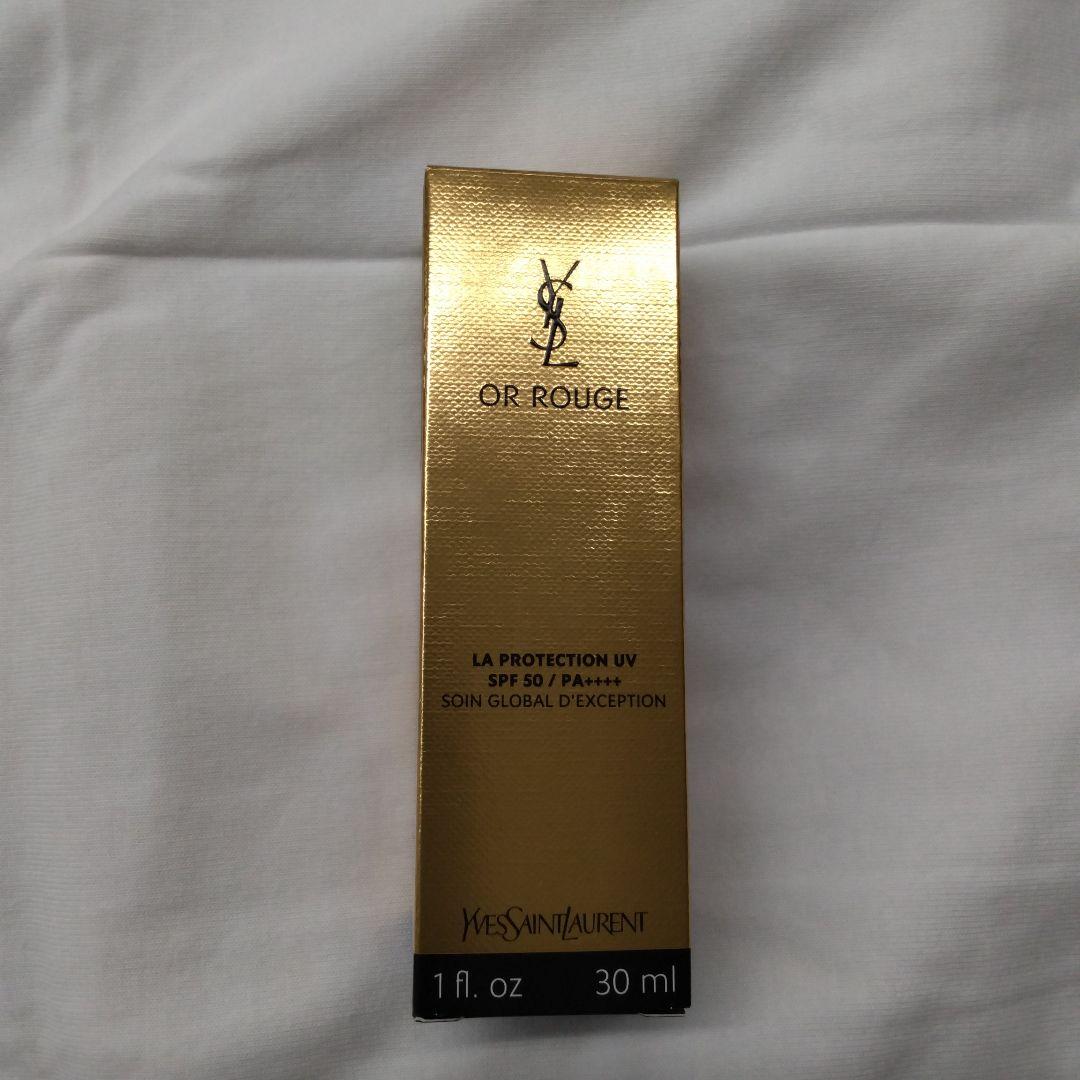 YSL
OR ROUGE
LA PROTECTION UV
SPF 50 / PA++++
SOIN GLOBAL D'EXCEPTION
YVESSAINTLAURENT
1 fl. oz 30 ml